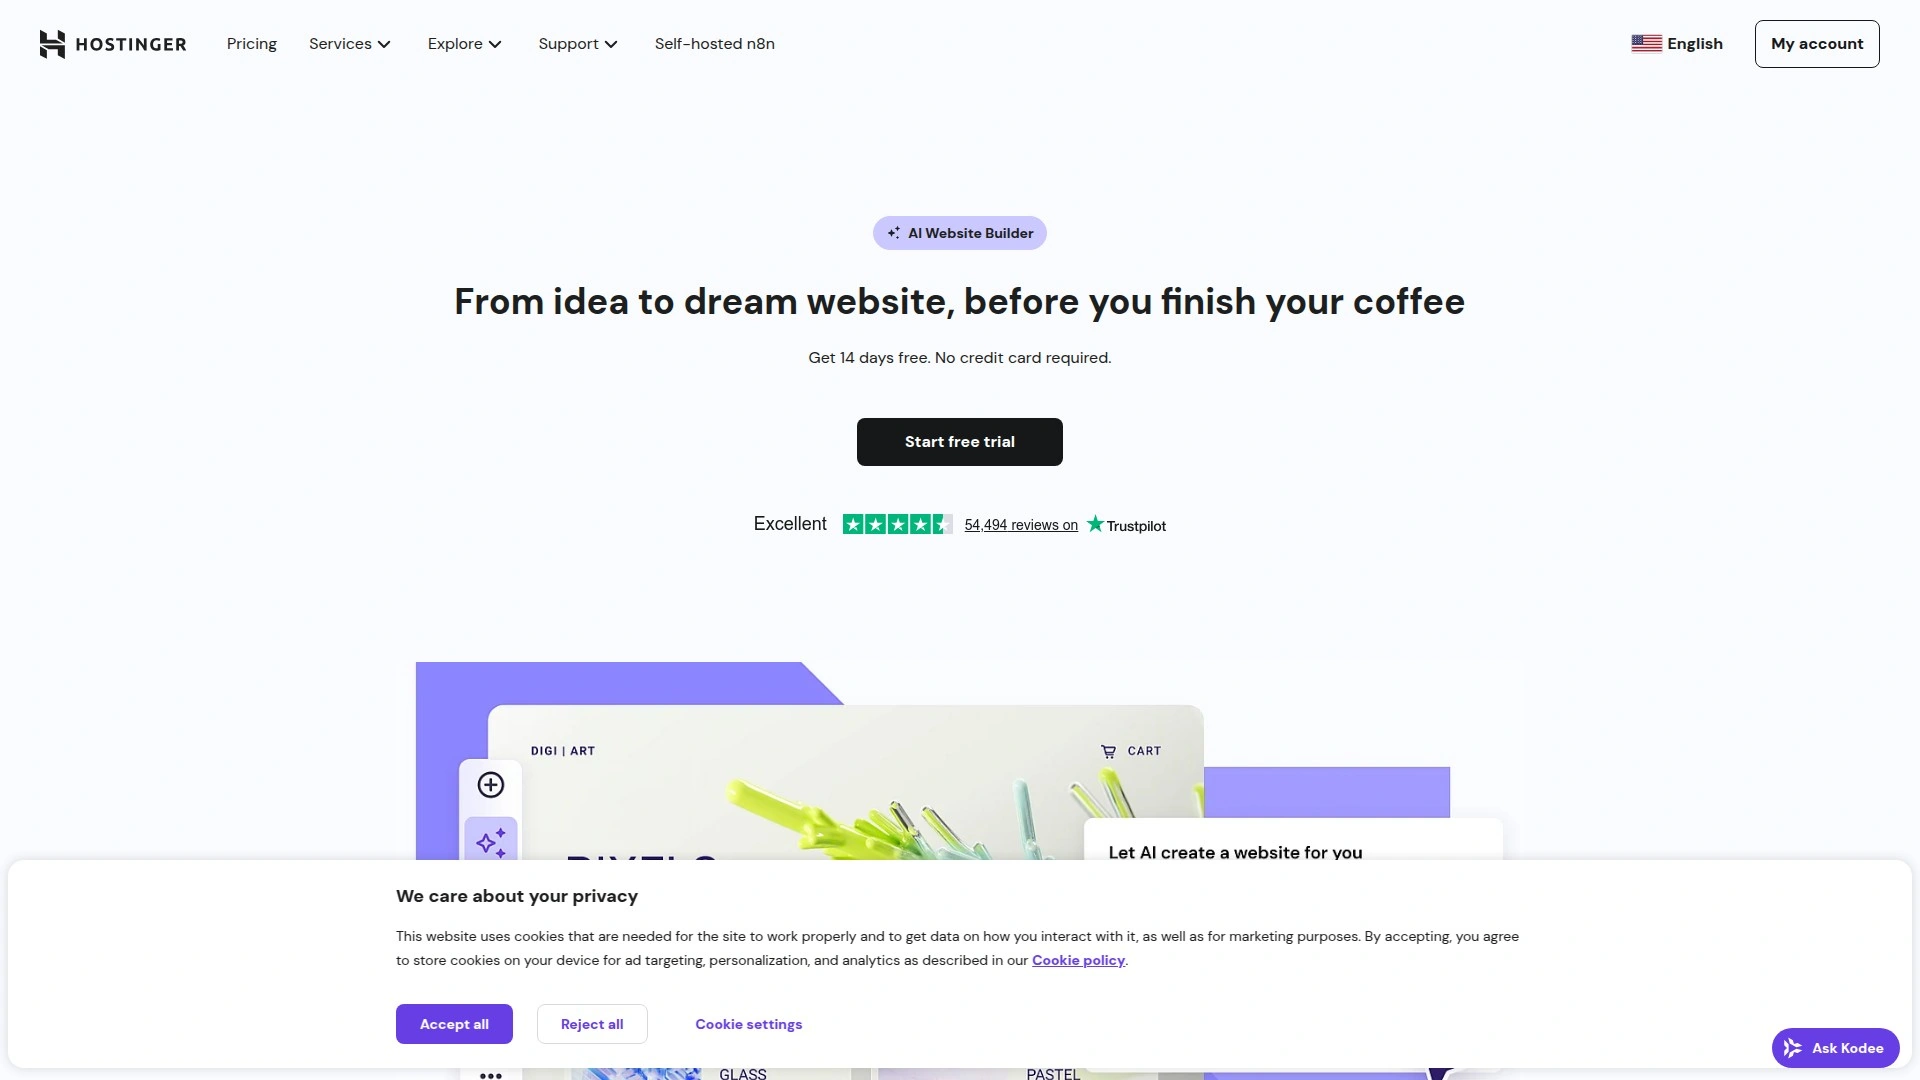 HOSTINGER
Pricing
Services
Explore
Support
Self-hosted n8n
English
My account
AI Website Builder
From idea to dream website, before you finish your coffee
Get 14 days free. No credit card required.
Start free trial
Excellent
54,494 reviews on
Trustpilot
DIGI | ART
CART
Let AI create a website for you
We care about your privacy
This website uses cookies that are needed for the site to work properly and to get data on how you interact with it, as well as for marketing purposes. By accepting, you agree
to store cookies on your device for ad targeting, personalization, and analytics as described in our Cookie policy.
Accept all
Reject all
Cookie settings
Ask Kodee
GLASS
PASTEL